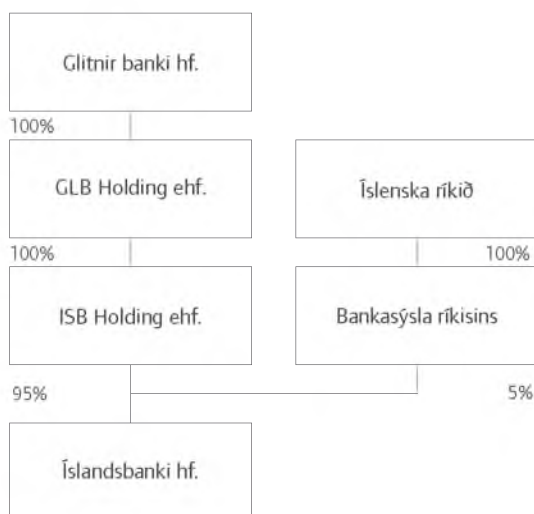 Glitnir banki hf.
100%
GLB Holding ehf.
Íslenska ríkið
100%
100%
ISB Holding ehf.
Bankasýsla ríkisins
95%
5%
Íslandsbanki hf.